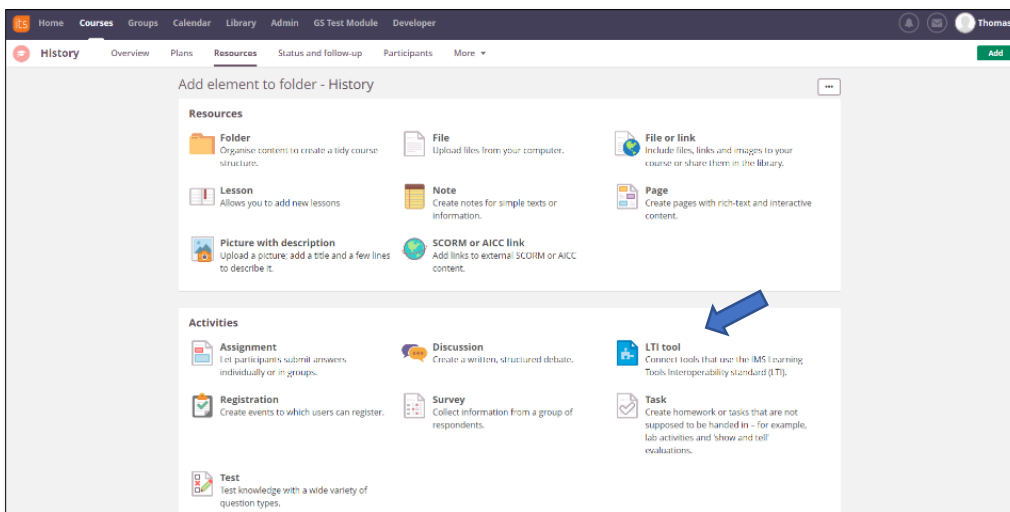 its Home Courses Groups Calendar Library Admin GS Test Module Developer Thomas
History Overview Plans Resources Status and follow-up Participants More Add
Add element to folder - History
Resources
Folder
Organise content to create a tidy course
structure.
File
Upload files from your computer.
File or link
Include files, links and images to your
course or share them in the library.
Lesson
Allows you to add new lessons
Note
Create notes for simple texts or
information.
Page
Create pages with rich-text and interactive
content.
Picture with description
Upload a picture; add a title and a few lines
to describe it.
SCORM or AICC link
Add links to external SCORM or AICC
content.
Activities
Assignment
Let participants submit answers
individually or in groups.
Discussion
Create a written, structured debate.
LTI tool
Connect tools that use the IMS Learning
Tools Interoperability standard (LTI).
Registration
Create events to which users can register.
Survey
Collect information from a group of
respondents.
Task
Create homework or tasks that are not
supposed to be handed in – for example,
lab activities and 'show and tell'
evaluations.
Test
Test knowledge with a wide variety of
question types.